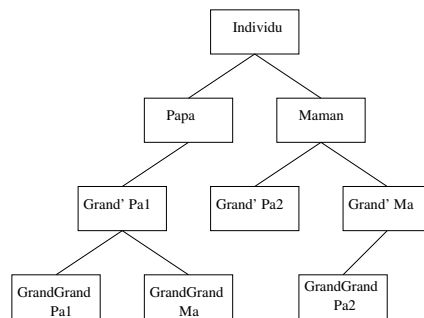 Individu
Papa
Maman
Grand' Pa1
Grand' Pa2
Grand' Ma
GrandGrand
Pa1
GrandGrand
Ma
GrandGrand
Pa2